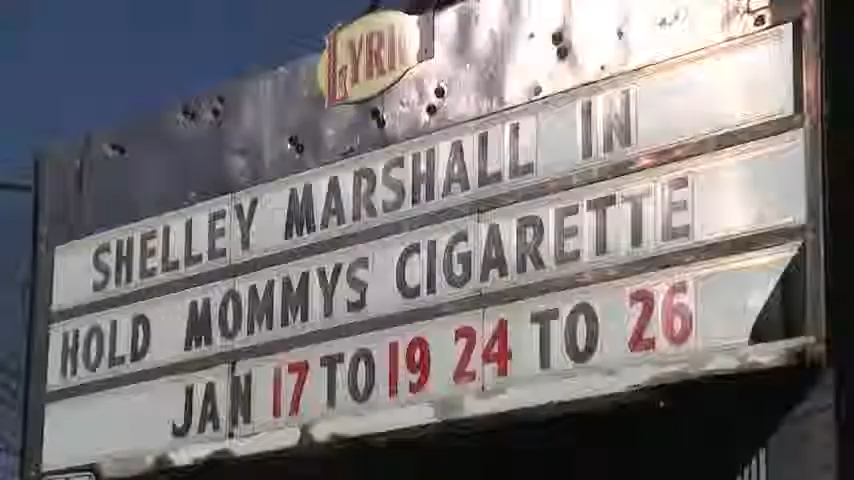 LYRIC
SHELLEY MARSHALL IN
HOLD MOMMYS CIGARETTE
JAN 17 TO 19 24 TO 26